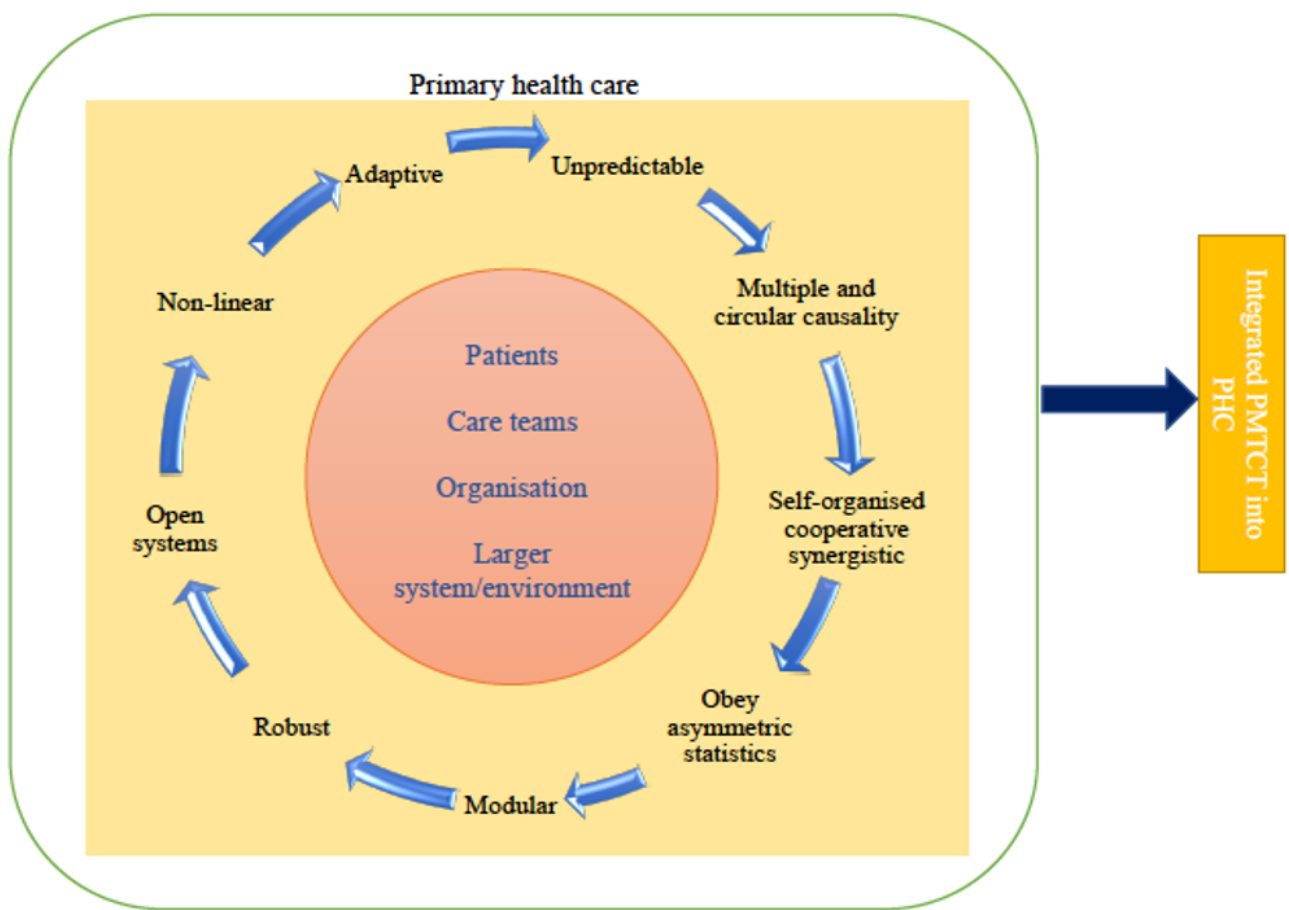 Primary health care
Adaptive
Unpredictable
Multiple and
circular causality
Self-organised
cooperative
synergistic
Obey
asymmetric
statistics
Modular
Robust
Open
systems
Non-linear
Patients
Care teams
Organisation
Larger
system/environment
Integrated PMTCT into
PHC